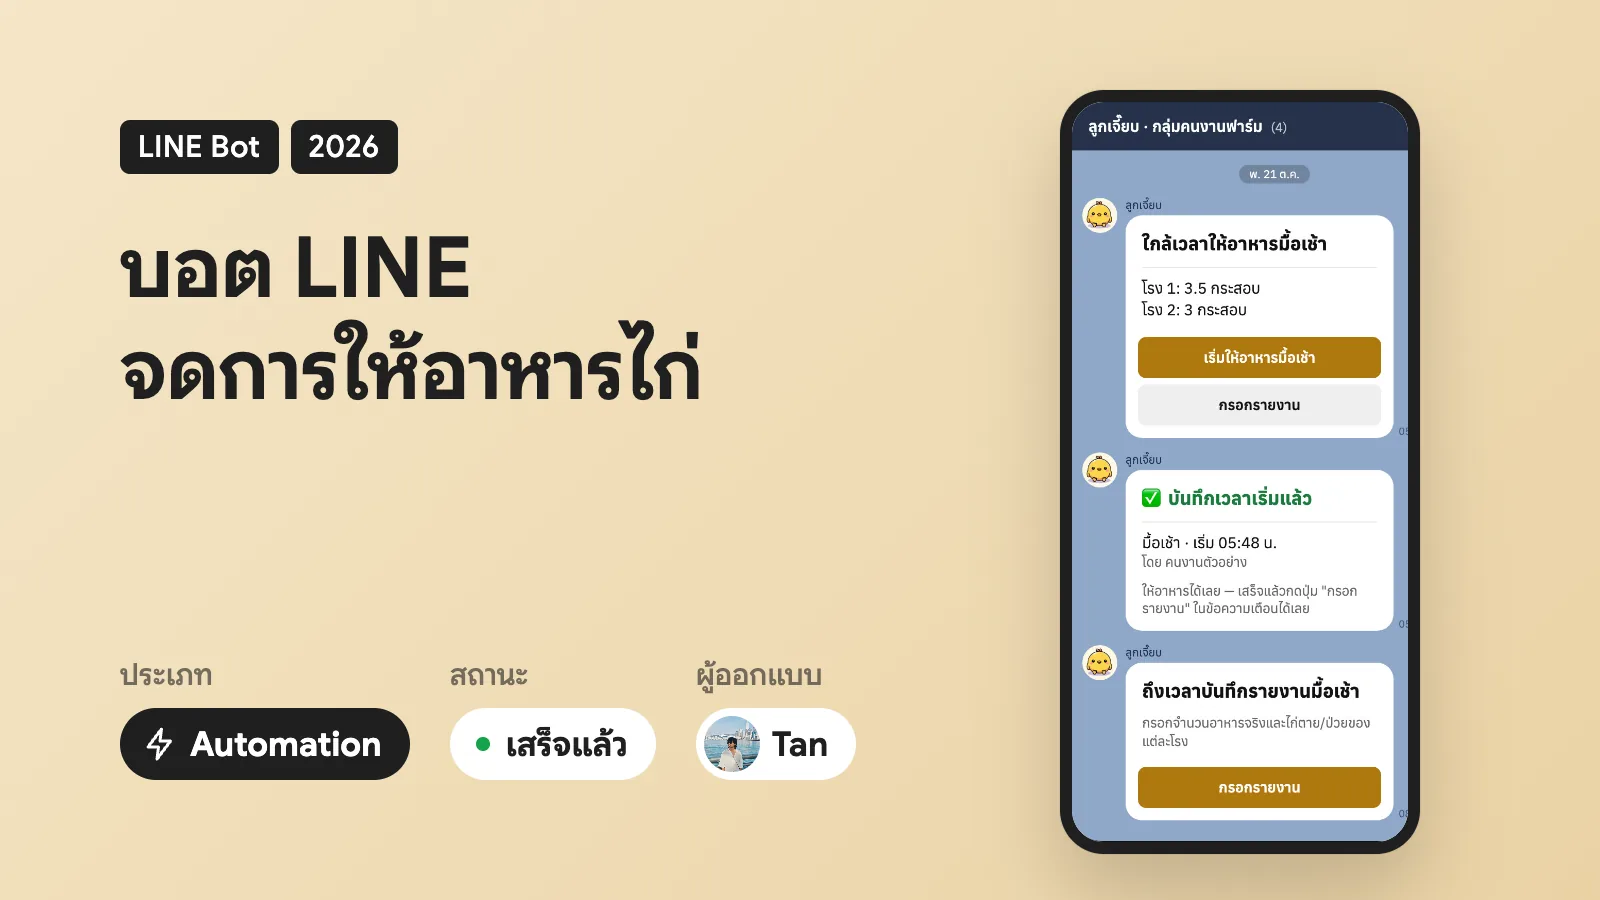 LINE Bot
2026
บอต LINE
จดการให้อาหารไก่
ประเภท
Automation
สถานะ
เสร็จแล้ว
ผู้ออกแบบ
Tan
ลูกเจี๊ยบ · กลุ่มคนงานฟาร์ม (4)
พ. 21 ต.ค.
ลูกเจี๊ยบ
ใกล้เวลาให้อาหารมื้อเช้า
โรง 1: 3.5 กระสอบ
โรง 2: 3 กระสอบ
เริ่มให้อาหารมื้อเช้า
กรอกรายงาน
ลูกเจี๊ยบ
✅ บันทึกเวลาเริ่มแล้ว
มื้อเช้า · เริ่ม 05:48 น.
โดย คนงานตัวอย่าง
ให้อาหารได้เลย — เสร็จแล้วกดปุ่ม "กรอก
รายงาน" ในข้อความเตือนได้เลย
ลูกเจี๊ยบ
ถึงเวลาบันทึกรายงานมื้อเช้า
กรอกจำนวนอาหารจริงและไก่ตาย/ป่วยของ
แต่ละโรง
กรอกรายงาน